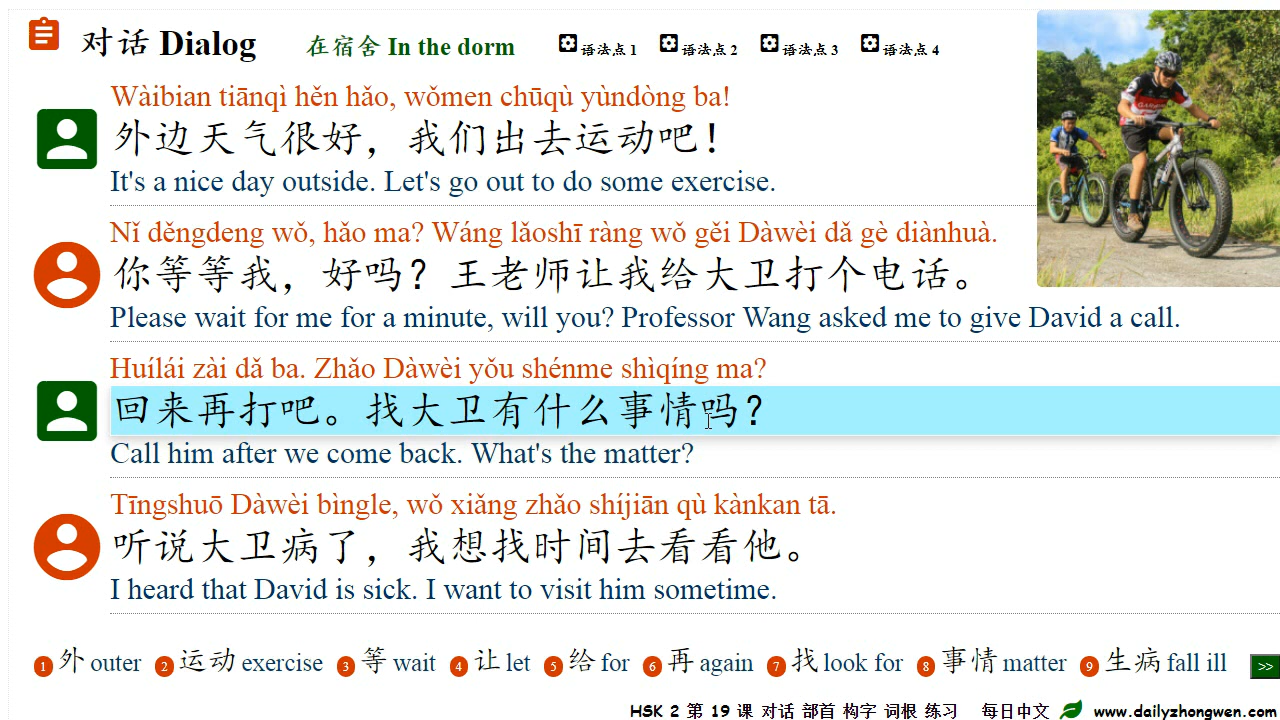 对话 Dialog 在宿舍 In the dorm 语法点 1 语法点 2 语法点 3 语法点 4
Wàibian tiānqì hěn hǎo, wǒmen chūqù yùndòng ba!
外边天气很好，我们出去运动吧！
It's a nice day outside. Let's go out to do some exercise.
Nǐ děngdeng wǒ, hǎo ma? Wáng lǎoshī ràng wǒ gěi Dàwèi dǎ gè diànhuà.
你等等我，好吗？王老师让我给大卫打个电话。
Please wait for me for a minute, will you? Professor Wang asked me to give David a call.
Huílái zài dǎ ba. Zhǎo Dàwèi yǒu shénme shìqíng ma?
回来再打吧。找大卫有什么事情吗？
Call him after we come back. What's the matter?
Tīngshuō Dàwèi bìngle, wǒ xiǎng zhǎo shíjiān qù kànkan tā.
听说大卫病了，我想找时间去看看他。
I heard that David is sick. I want to visit him sometime.
1 外 outer 2 运动 exercise 3 等 wait 4 让 let 5 给 for 6 再 again 7 找 look for 8 事情 matter 9 生病 fall ill >>
HSK 2 第 19 课 对话 部首 构字 词根 练习 每日中文 www.dailyzhongwen.com